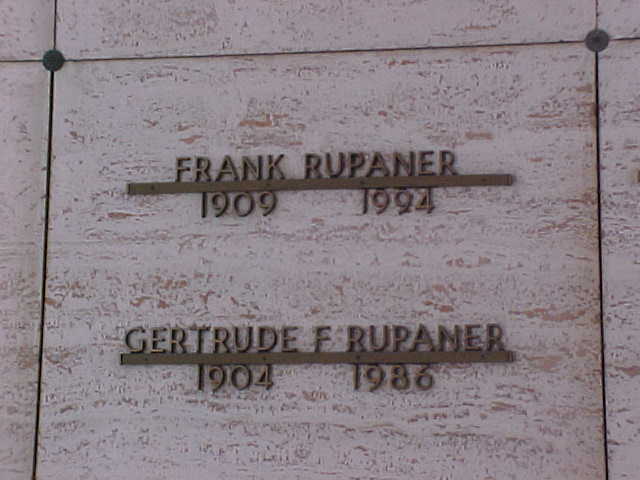 FRANK RUPANER
1909 1994
GERTRUDE F RUPANER
1904 1986